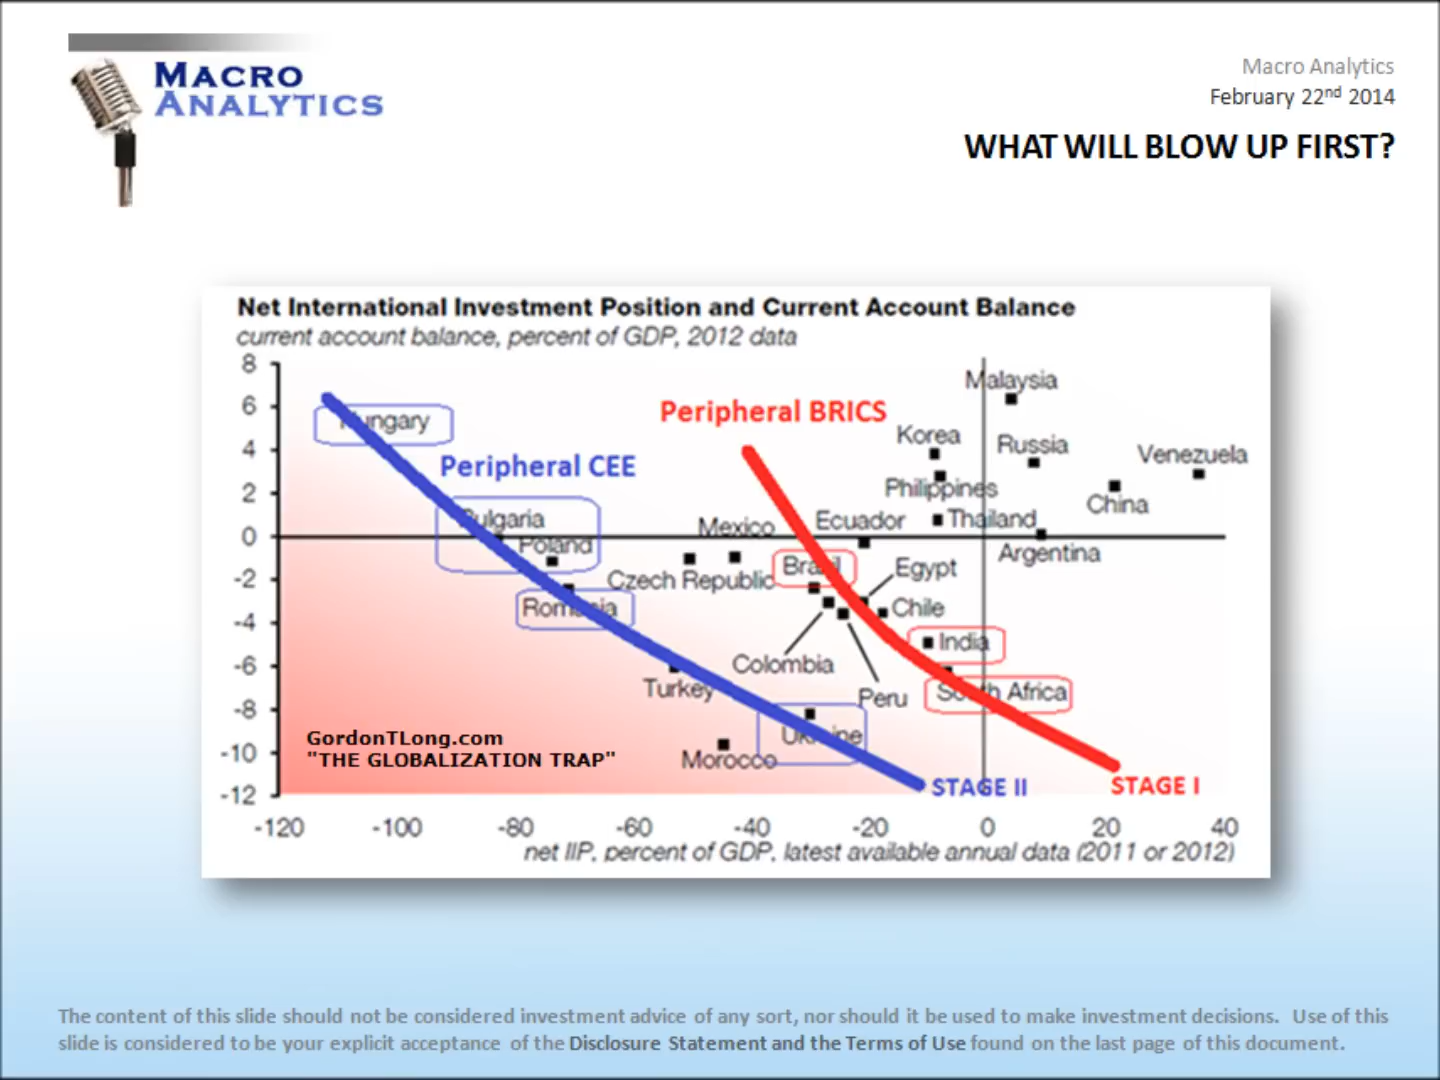 MACRO
ANALYTICS
Macro Analytics
February 22nd 2014
WHAT WILL BLOW UP FIRST?
Net International Investment Position and Current Account Balance
current account balance, percent of GDP, 2012 data
8
6
4
2
0
-2
-4
-6
-8
-10
-12
Malaysia
Peripheral BRICS
Hungary
Korea
Russia
Venezuela
Peripheral CEE
Philippines
China
Bulgaria
Mexico
Ecuador
Thailand
Poland
Argentina
Czech Republic
Brazil
Egypt
Romania
Chile
India
Colombia
Turkey
Peru
South Africa
Ukraine
GordonTLong.com
"THE GLOBALIZATION TRAP"
Morocco
STAGE II
STAGE I
-120 -100 -80 -60 -40 -20 0 20 40
net IIP, percent of GDP, latest available annual data (2011 or 2012)
The content of this slide should not be considered investment advice of any sort, nor should it be used to make investment decisions. Use of this
slide is considered to be your explicit acceptance of the Disclosure Statement and the Terms of Use found on the last page of this document.